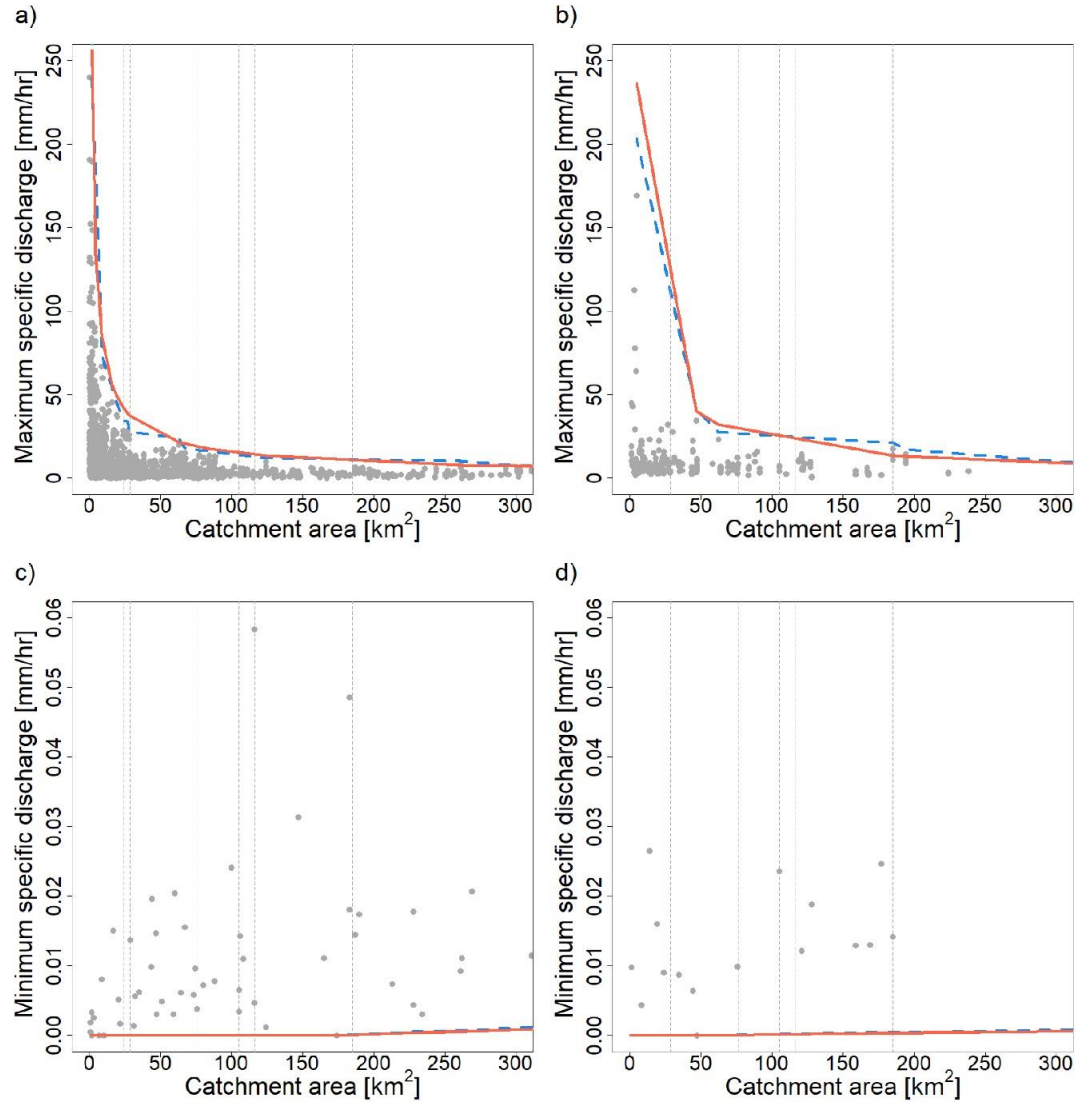 a)
Maximum specific discharge [mm/hr]
250
200
150
100
50
0
0 50 100 150 200 250 300
Catchment area [km²]
b)
Maximum specific discharge [mm/hr]
250
200
150
100
50
0
0 50 100 150 200 250 300
Catchment area [km²]
c)
Minimum specific discharge [mm/hr]
0.06
0.05
0.04
0.03
0.02
0.01
0.00
0 50 100 150 200 250 300
Catchment area [km²]
d)
Minimum specific discharge [mm/hr]
0.06
0.05
0.04
0.03
0.02
0.01
0.00
0 50 100 150 200 250 300
Catchment area [km²]